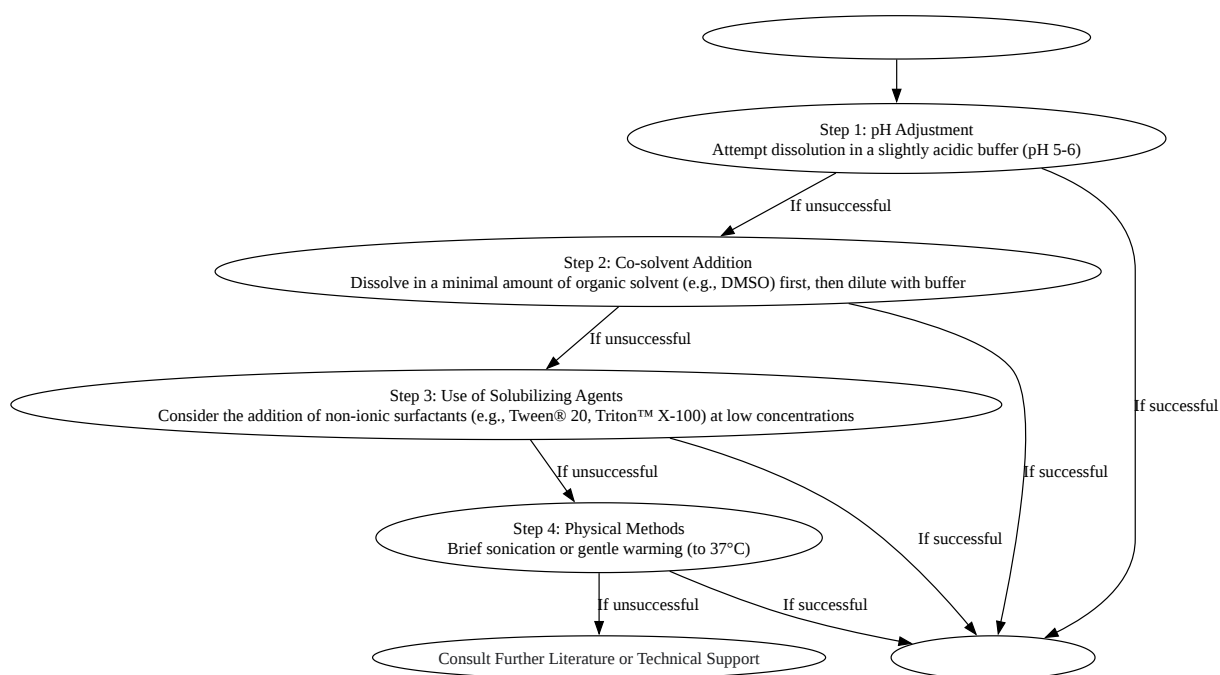 Step 1: pH Adjustment
Attempt dissolution in a slightly acidic buffer (pH 5-6)
If unsuccessful
Step 2: Co-solvent Addition
Dissolve in a minimal amount of organic solvent (e.g., DMSO) first, then dilute with buffer
If unsuccessful
Step 3: Use of Solubilizing Agents
Consider the addition of non-ionic surfactants (e.g., Tween® 20, Triton™ X-100) at low concentrations
If successful
If unsuccessful
If successful
Step 4: Physical Methods
Brief sonication or gentle warming (to 37°C)
If successful
If unsuccessful
If successful
Consult Further Literature or Technical Support